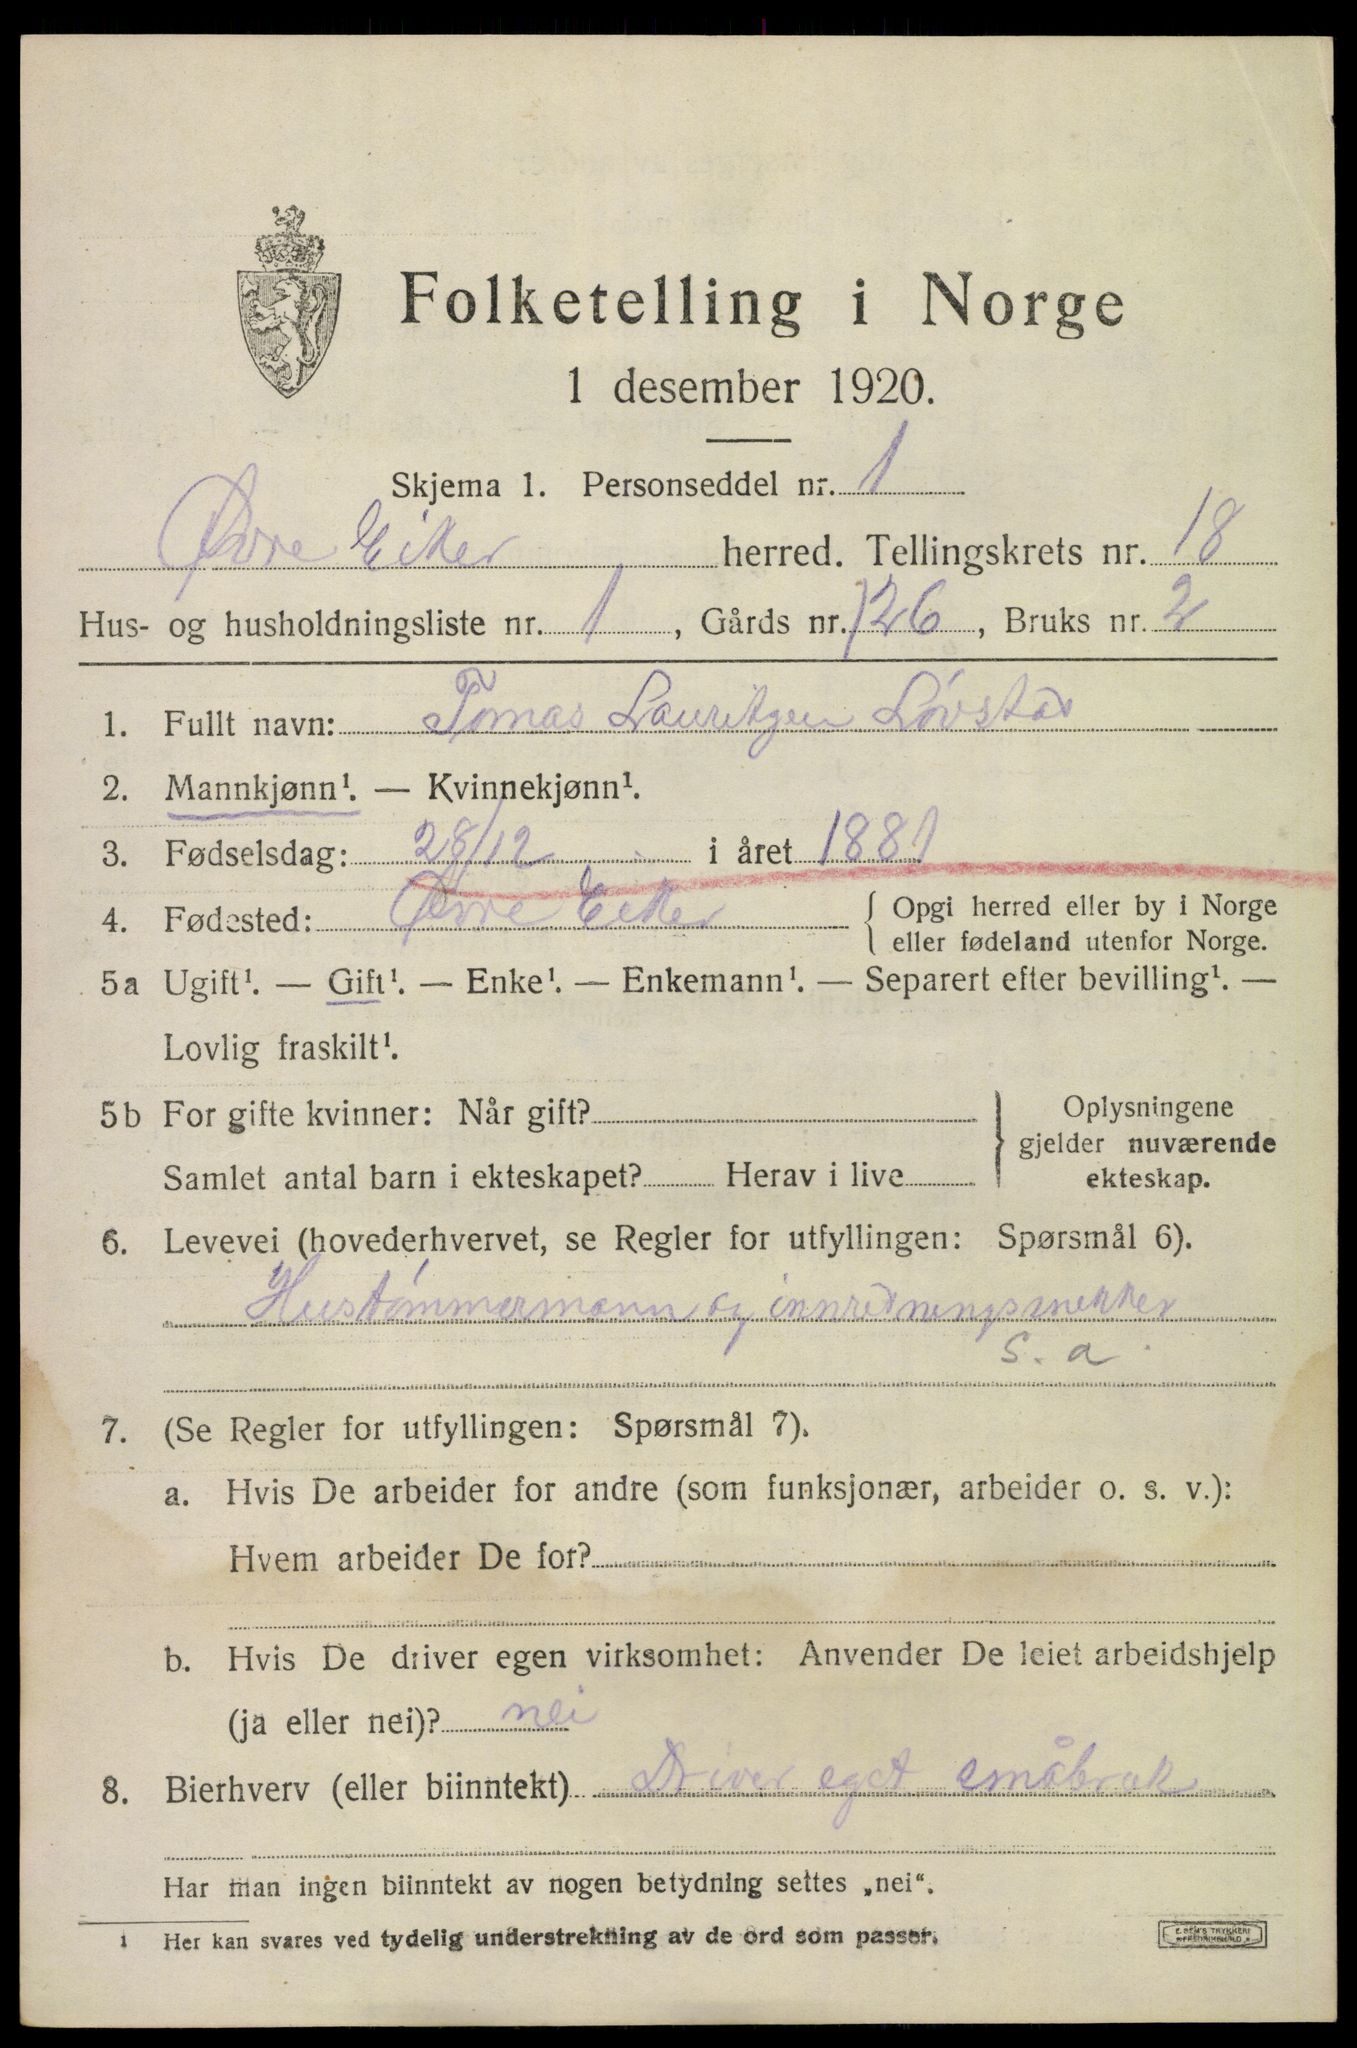 Folketelling i Norge
1 desember 1920.
Skjema 1. Personseddel nr. 1
Øvre Eiker herred. Tellingskrets nr. 18
Hus- og husholdningsliste nr. 1, Gårds nr. 126, Bruks nr. 2
1. Fullt navn: Tomas Lauritzen Lövstad
2. Mannkjønn¹. — Kvinnekjønn¹.
3. Fødselsdag: 28/12 i året 1881
4. Fødested: Øvre Eiker { Opgi herred eller by i Norge
eller fødeland utenfor Norge.
5a Ugift¹. — Gift¹. — Enke¹. — Enkemann¹. — Separert efter bevilling¹. —
Lovlig fraskilt¹.
5b For gifte kvinner: Når gift? } Oplysningene
gjelder nuværende
Samlet antal barn i ekteskapet? Herav i live ekteskap.
6. Levevei (hovederhvervet, se Regler for utfyllingen: Spørsmål 6).
Hustömmermann og innredningsnekker
s. a.
7. (Se Regler for utfyllingen: Spørsmål 7).
a. Hvis De arbeider for andre (som funksjonær, arbeider o. s. v.):
Hvem arbeider De for?
b. Hvis De driver egen virksomhet: Anvender De leiet arbeidshjelp
(ja eller nei)? nei
8. Bierhverv (eller biinntekt) Driver eget småbruk
Har man ingen biinntekt av nogen betydning settes „nei“.
1 Her kan svares ved tydelig understrekning av de ord som passer.
E. SEM'S TRYKKERI
FREDRIKSHALD